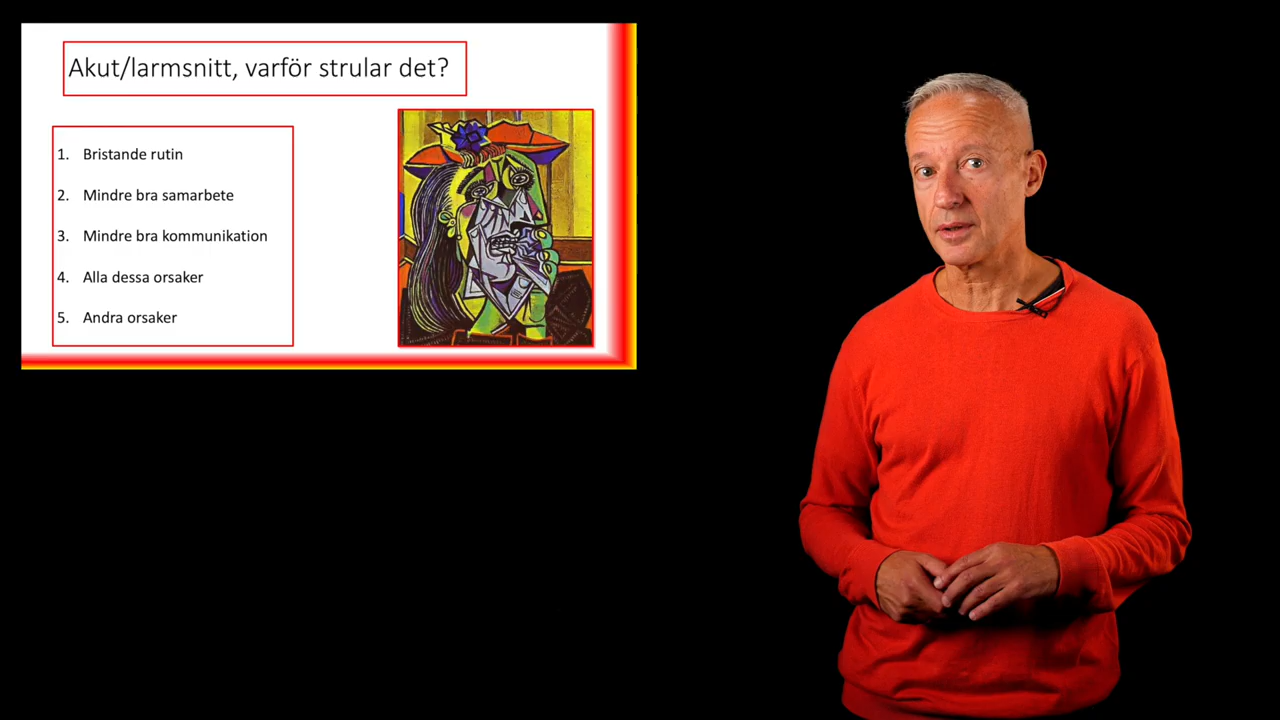 Akut/larmsnitt, varför strular det?
1. Bristande rutin
2. Mindre bra samarbete
3. Mindre bra kommunikation
4. Alla dessa orsaker
5. Andra orsaker